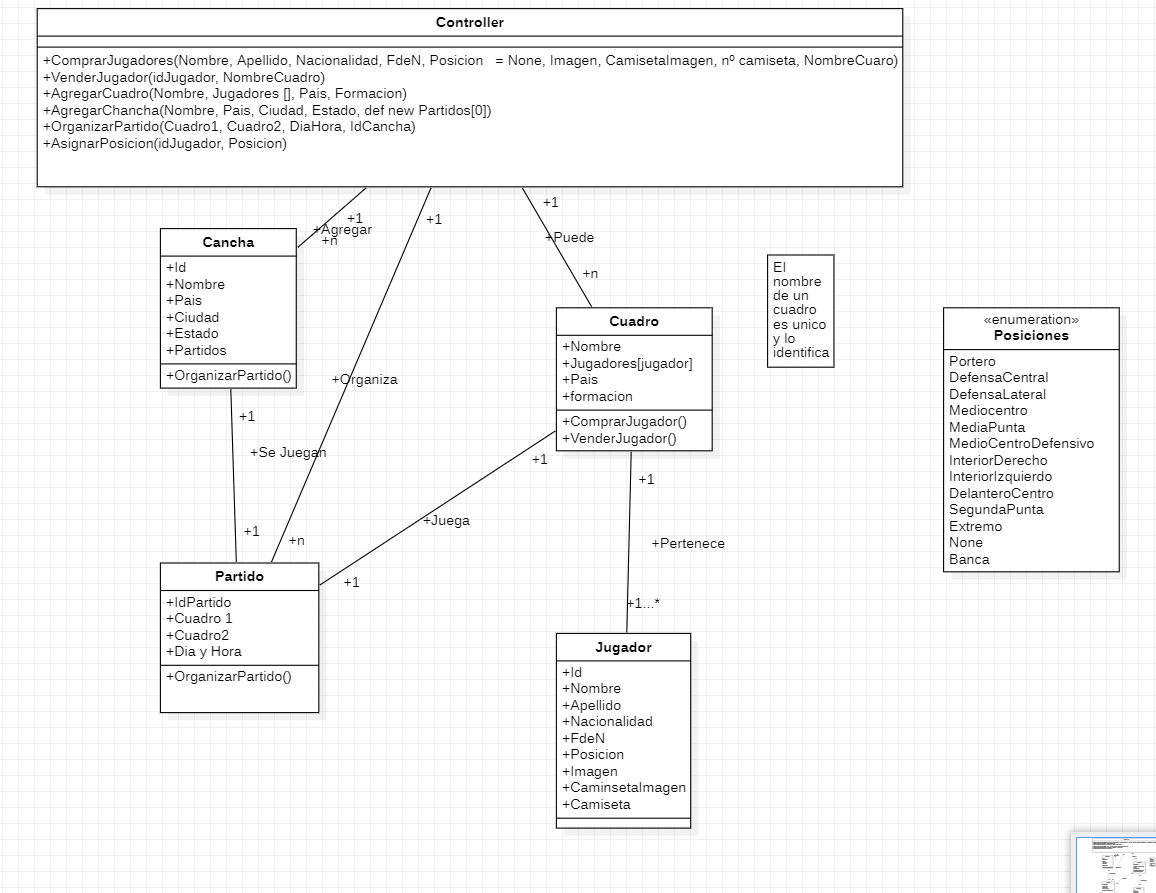 Controller
+ComprarJugadores(Nombre, Apellido, Nacionalidad, FdeN, Posicion = None, Imagen, CamisetaImagen, nº camiseta, NombreCuaro)
+VenderJugador(idJugador, NombreCuadro)
+AgregarCuadro(Nombre, Jugadores [], Pais, Formacion)
+AgregarChancha(Nombre, Pais, Ciudad, Estado, def new Partidos[0])
+OrganizarPartido(Cuadro1, Cuadro2, DiaHora, IdCancha)
+AsignarPosicion(idJugador, Posicion)
+1
+Agregar
+n
+1
+Organiza
+n
+1
+Puede
+n
Cancha
+Id
+Nombre
+Pais
+Ciudad
+Estado
+Partidos
+OrganizarPartido()
+1
+Se Juegan
+1
Cuadro
+Nombre
+Jugadores[jugador]
+Pais
+formacion
+ComprarJugador()
+VenderJugador()
El
nombre
de un
cuadro
es unico
y lo
identifica
«enumeration»
Posiciones
Portero
DefensaCentral
DefensaLateral
Mediocentro
MediaPunta
MedioCentroDefensivo
InteriorDerecho
InteriorIzquierdo
DelanteroCentro
SegundaPunta
Extremo
None
Banca
+1
+Juega
+1
+1
+Pertenece
+1...*
Partido
+IdPartido
+Cuadro 1
+Cuadro2
+Dia y Hora
+OrganizarPartido()
Jugador
+Id
+Nombre
+Apellido
+Nacionalidad
+FdeN
+Posicion
+Imagen
+CaminsetaImagen
+Camiseta